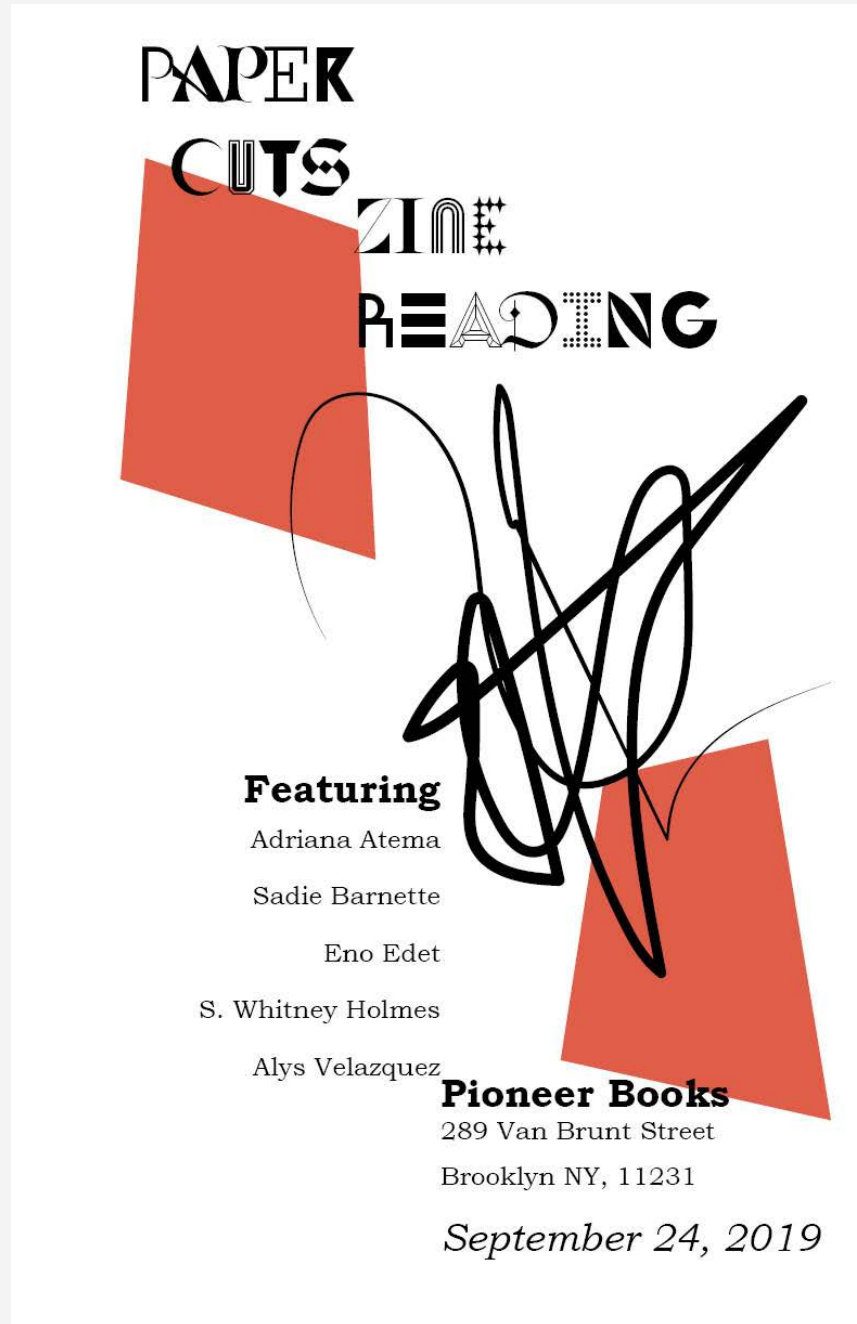 PAPER
CUTS
ZINE
READING
Featuring
Adriana Atema
Sadie Barnette
Eno Edet
S. Whitney Holmes
Alys Velazquez
Pioneer Books
289 Van Brunt Street
Brooklyn NY, 11231
September 24, 2019